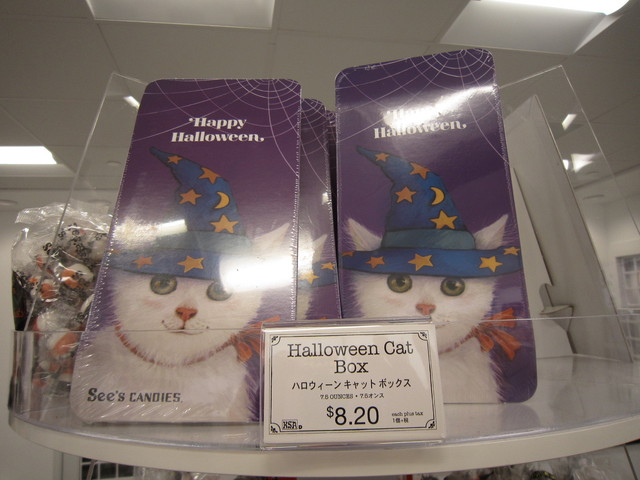 Happy
Halloween
Happy
Halloween
See's CANDIES
Halloween Cat
Box
ハロウィーン キャット ボックス
7.5 OUNCES • 7.5オンス
$8.20
each plus tax